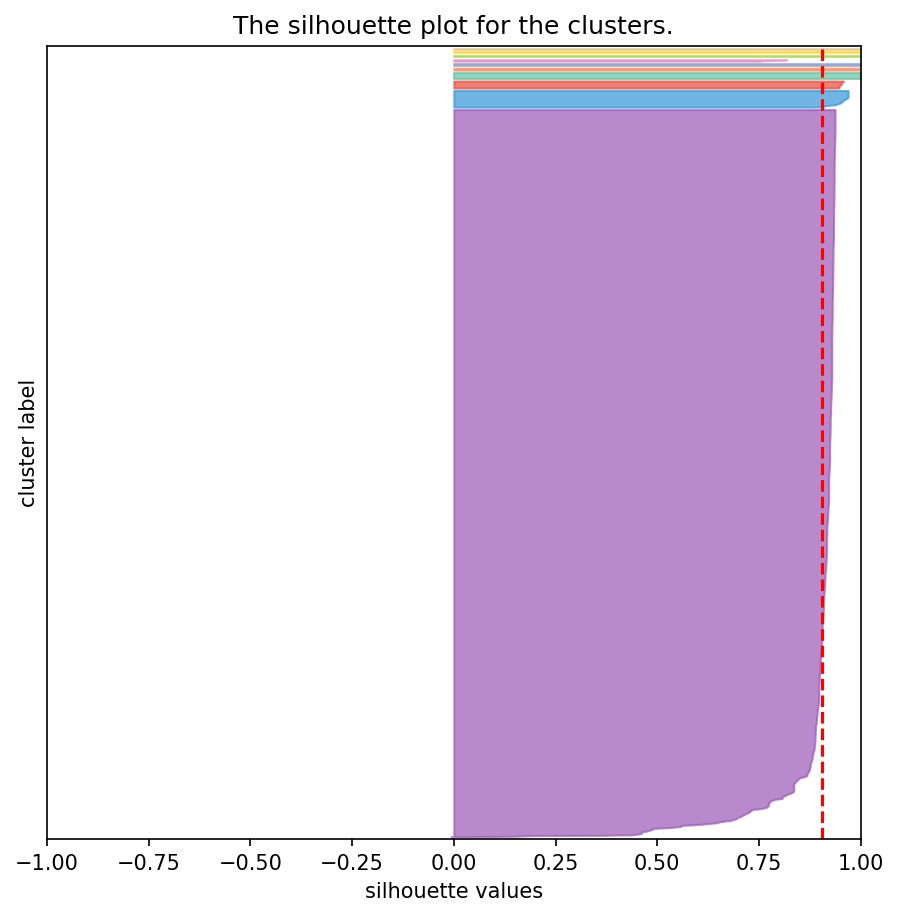 The silhouette plot for the clusters.
cluster label
−1.00 −0.75 −0.50 −0.25 0.00 0.25 0.50 0.75 1.00
silhouette values